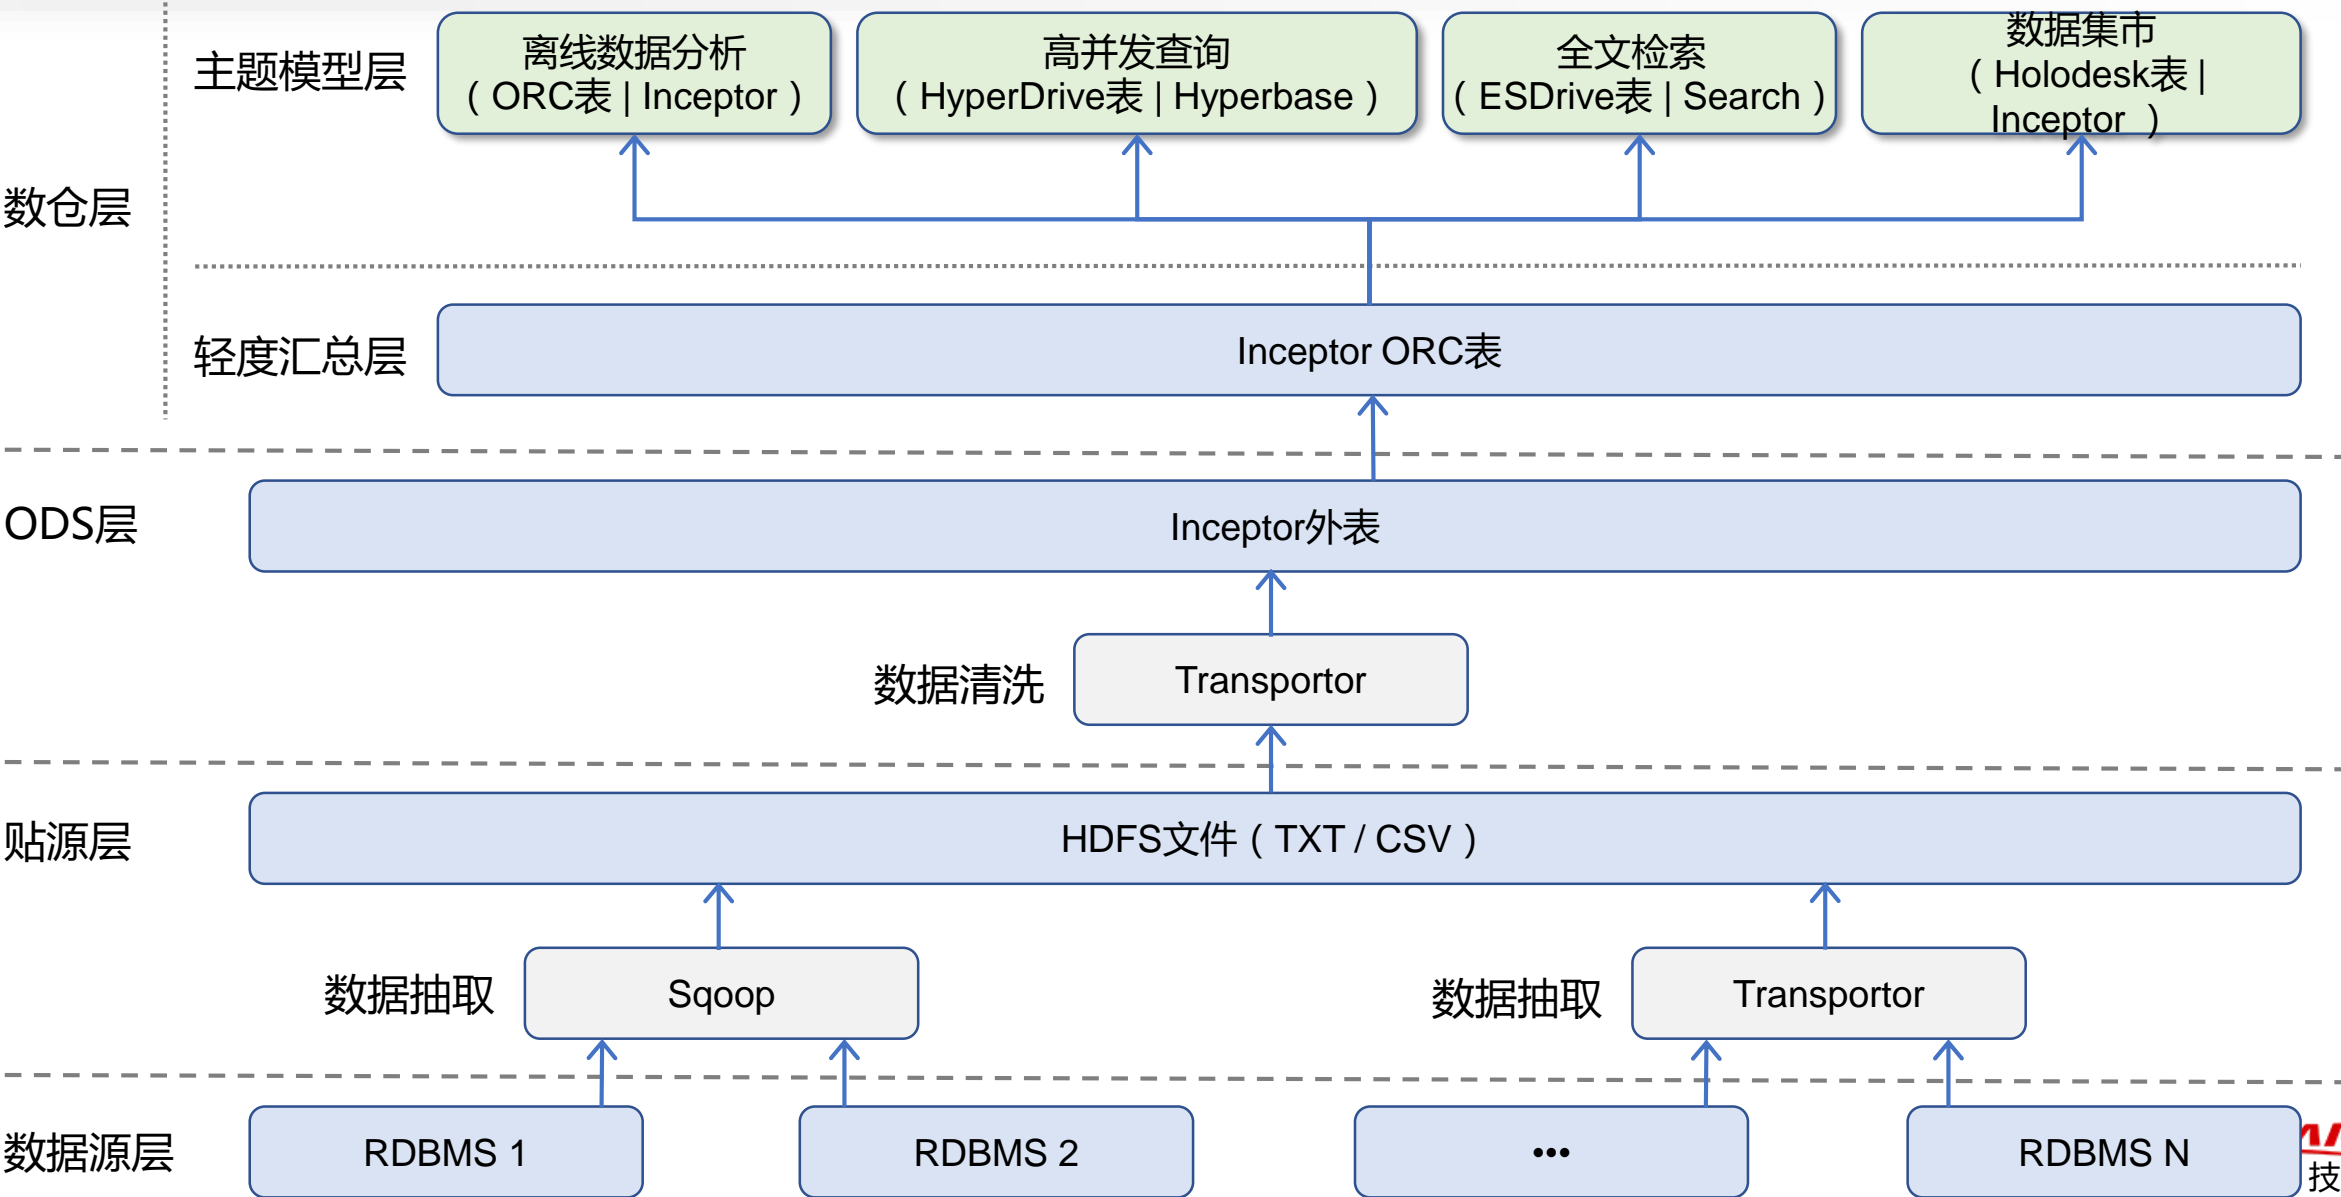 主题模型层
离线数据分析
（ORC表 | Inceptor）
高并发查询
（HyperDrive表 | Hyperbase）
全文检索
（ESDrive表 | Search）
数据集市
（Holodesk表 |
Inceptor ）
数仓层
轻度汇总层
Inceptor ORC表
ODS层
Inceptor外表
数据清洗
Transportor
贴源层
HDFS文件（TXT / CSV）
数据抽取
Sqoop
数据抽取
Transportor
数据源层
RDBMS 1
RDBMS 2
•••
RDBMS N
技